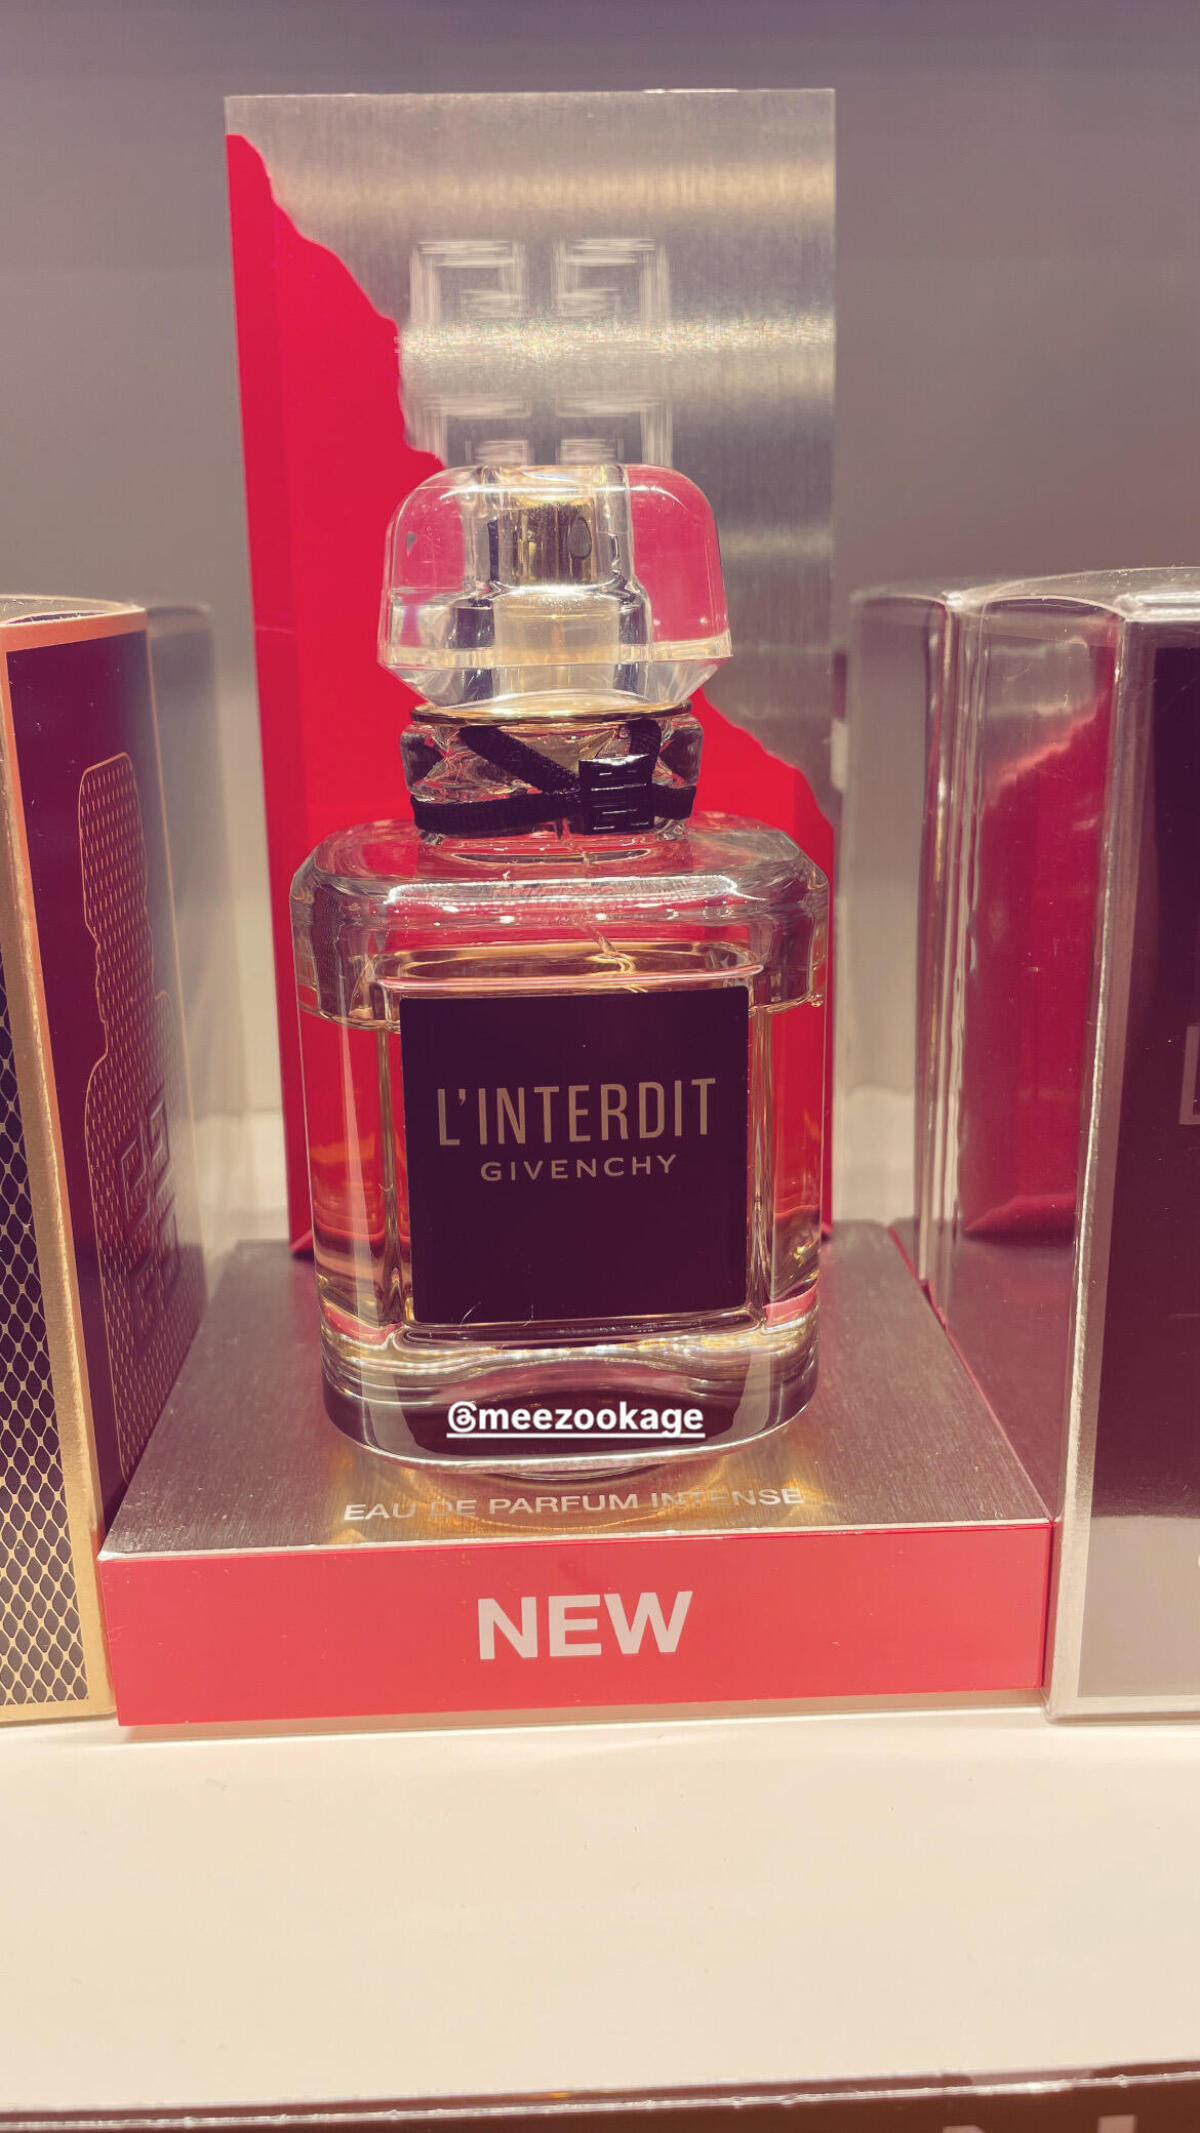 L'INTERDIT
GIVENCHY
@meezookage
EAU DE PARFUM INTENSE
NEW